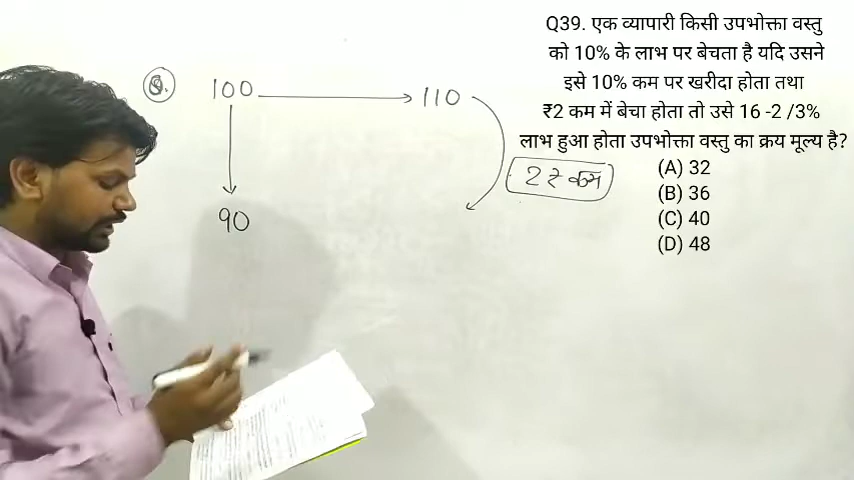 Q39. एक व्यापारी किसी उपभोक्ता वस्तु
को 10% के लाभ पर बेचता है यदि उसने
इसे 10% कम पर खरीदा होता तथा
₹2 कम में बेचा होता तो उसे 16 -2 /3%
लाभ हुआ होता उपभोक्ता वस्तु का क्रय मूल्य है?
(A) 32
(B) 36
(C) 40
(D) 48
Q. 100 110
2 ₹ कम
90